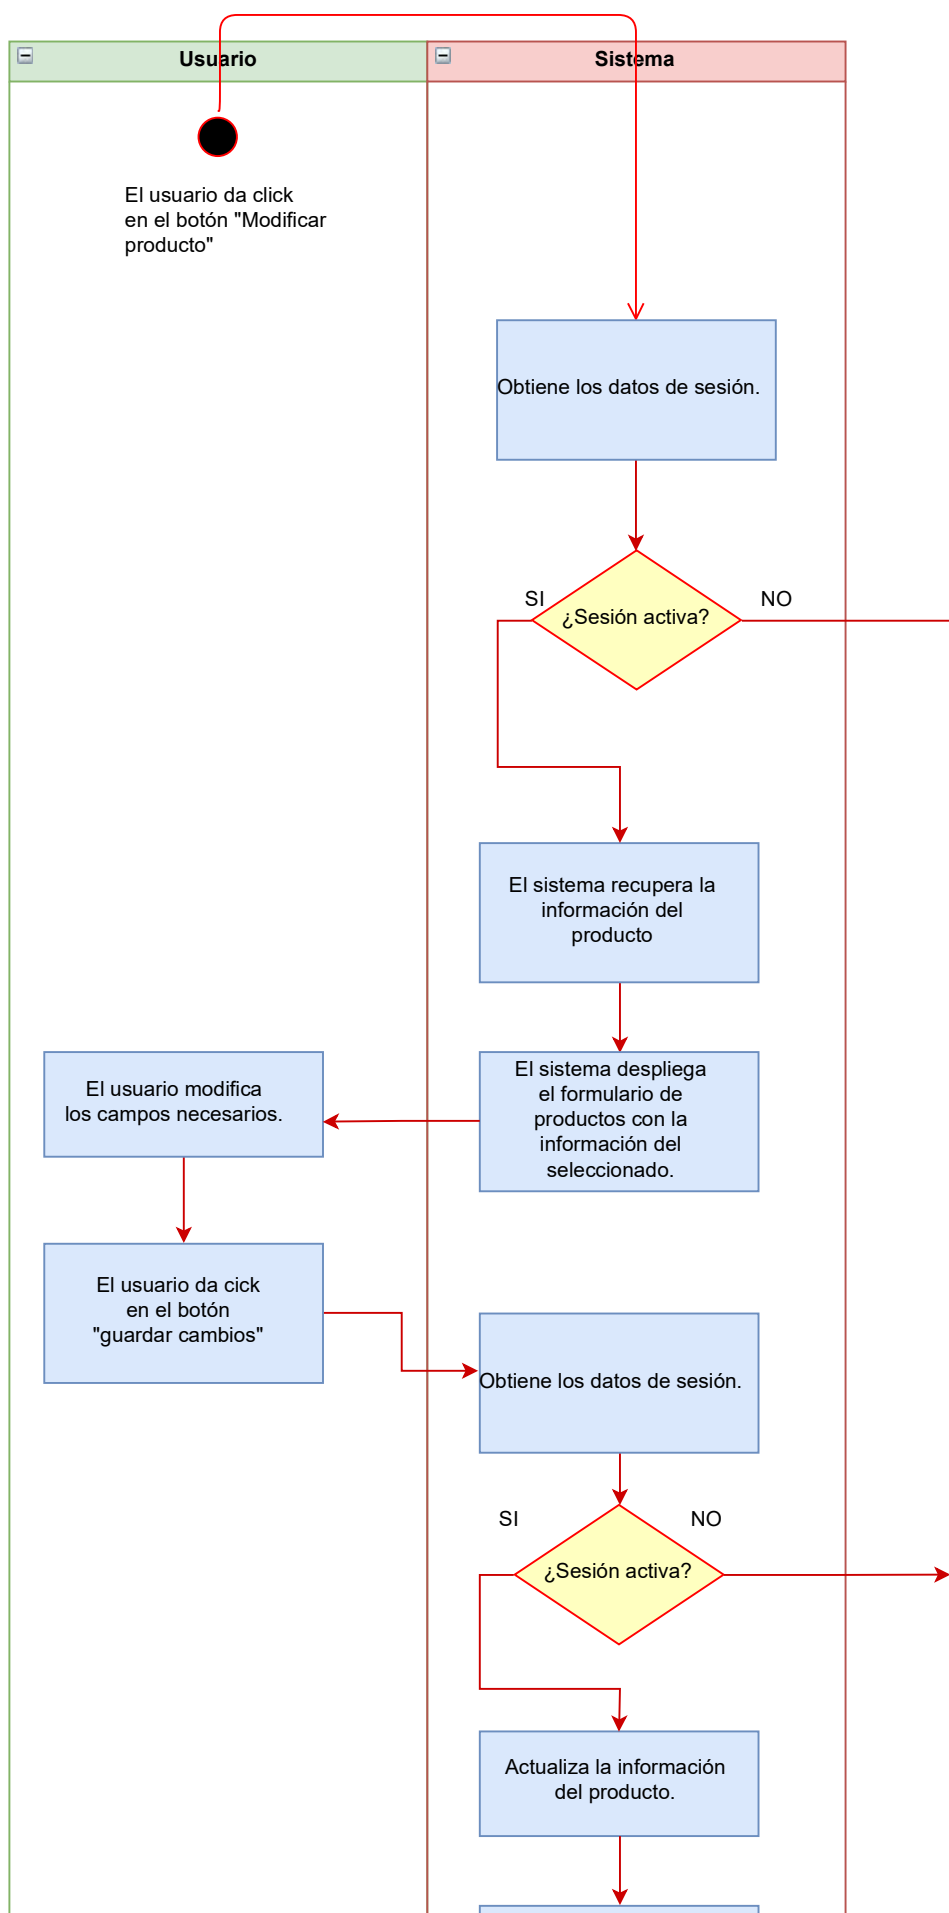 Usuario
Sistema
El usuario da click
en el botón "Modificar
producto"
Obtiene los datos de sesión.
SI
¿Sesión activa?
NO
El sistema recupera la
información del
producto
El sistema despliega
el formulario de
productos con la
información del
seleccionado.
El usuario modifica
los campos necesarios.
El usuario da cick
en el botón
"guardar cambios"
Obtiene los datos de sesión.
SI
NO
¿Sesión activa?
Actualiza la información
del producto.